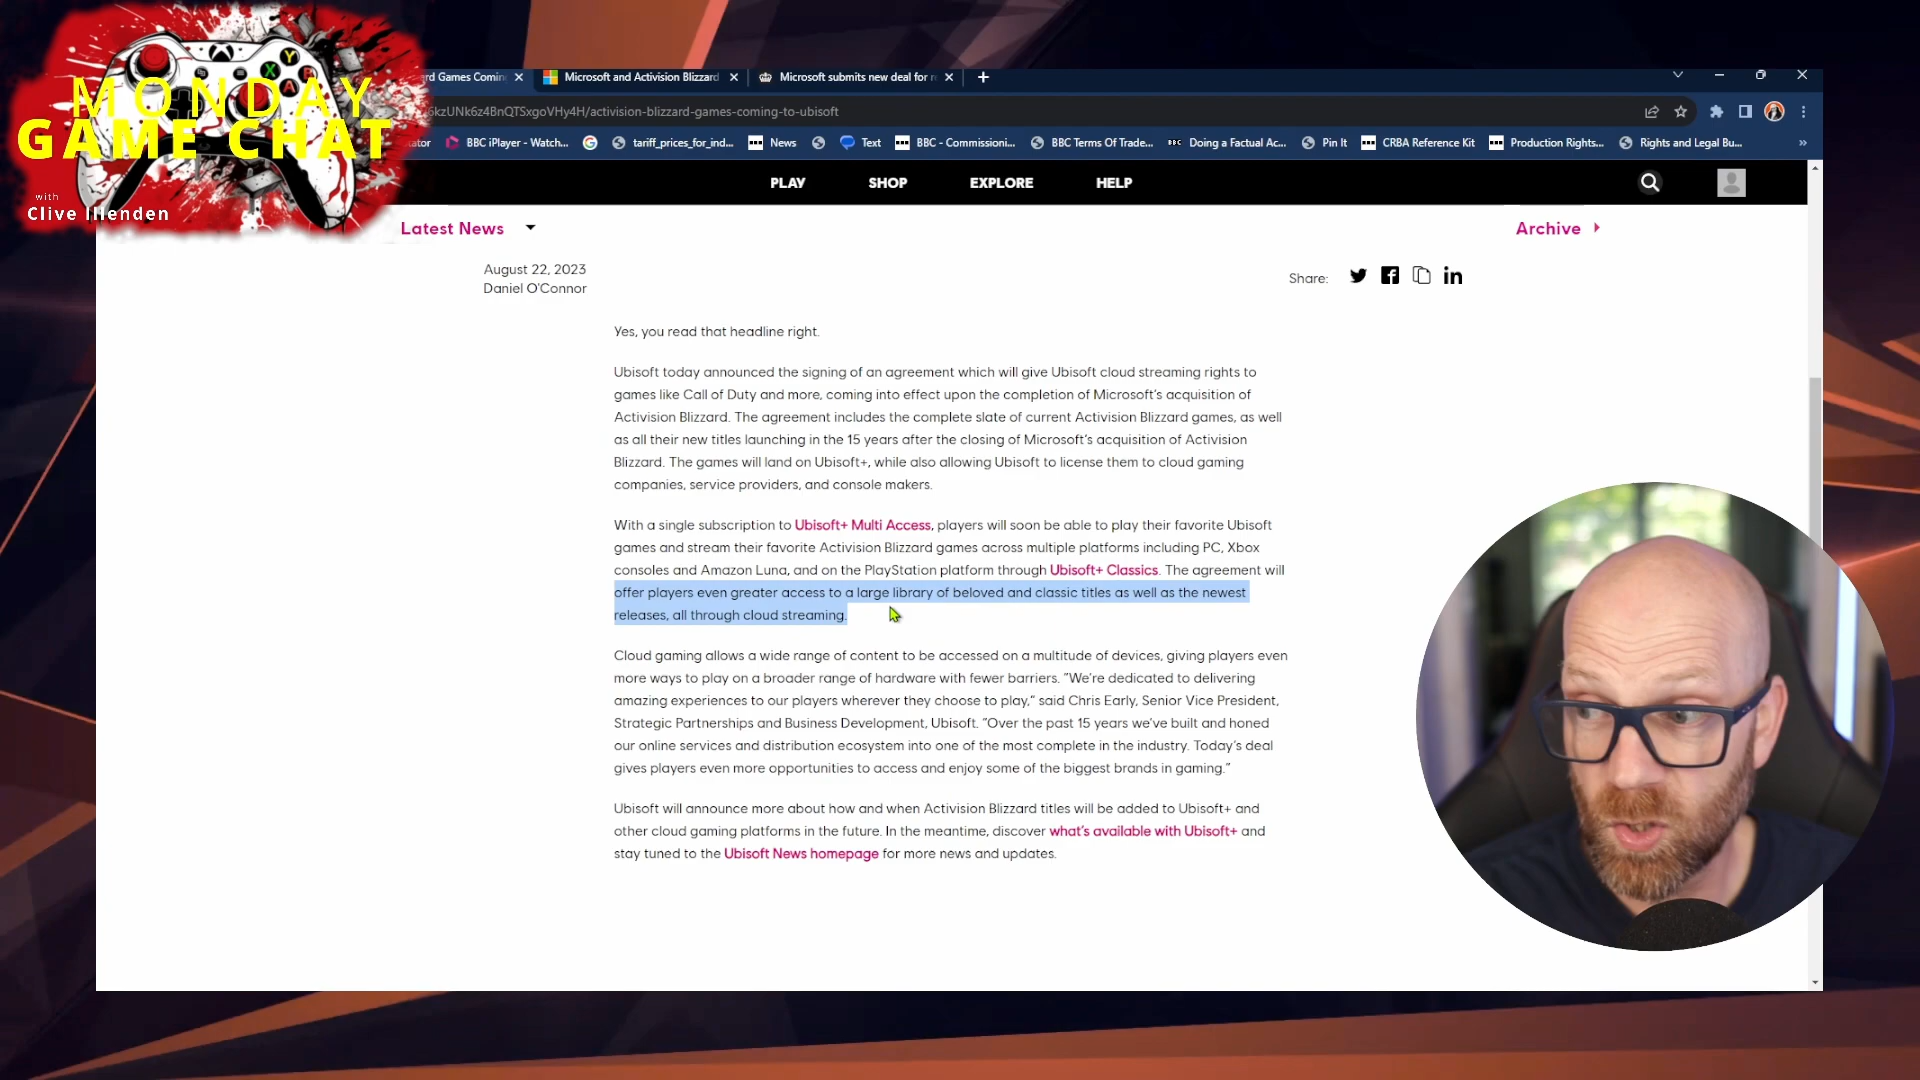 MONDAY
GAME CHAT
with
Clive Illenden
rd Games Comin
Microsoft and Activision Blizzard
Microsoft submits new deal for r
6kzUNk6z4BnQTSxgoVHy4H/activision-blizzard-games-coming-to-ubisoft
BBC iPlayer - Watch...
tariff_prices_for_ind...
News
Text
BBC - Commissioni...
BBC Terms Of Trade...
Doing a Factual Ac...
Pin It
CRBA Reference Kit
Production Rights...
Rights and Legal Bu...
PLAY
SHOP
EXPLORE
HELP
Latest News
Archive
August 22, 2023
Daniel O'Connor
Share:
Yes, you read that headline right.
Ubisoft today announced the signing of an agreement which will give Ubisoft cloud streaming rights to
games like Call of Duty and more, coming into effect upon the completion of Microsoft's acquisition of
Activision Blizzard. The agreement includes the complete slate of current Activision Blizzard games, as well
as all their new titles launching in the 15 years after the closing of Microsoft's acquisition of Activision
Blizzard. The games will land on Ubisoft+, while also allowing Ubisoft to license them to cloud gaming
companies, service providers, and console makers.
With a single subscription to Ubisoft+ Multi Access, players will soon be able to play their favorite Ubisoft
games and stream their favorite Activision Blizzard games across multiple platforms including PC, Xbox
consoles and Amazon Luna, and on the PlayStation platform through Ubisoft+ Classics. The agreement will
offer players even greater access to a large library of beloved and classic titles as well as the newest
releases, all through cloud streaming.
Cloud gaming allows a wide range of content to be accessed on a multitude of devices, giving players even
more ways to play on a broader range of hardware with fewer barriers. "We're dedicated to delivering
amazing experiences to our players wherever they choose to play," said Chris Early, Senior Vice President,
Strategic Partnerships and Business Development, Ubisoft. "Over the past 15 years we've built and honed
our online services and distribution ecosystem into one of the most complete in the industry. Today's deal
gives players even more opportunities to access and enjoy some of the biggest brands in gaming."
Ubisoft will announce more about how and when Activision Blizzard titles will be added to Ubisoft+ and
other cloud gaming platforms in the future. In the meantime, discover what's available with Ubisoft+ and
stay tuned to the Ubisoft News homepage for more news and updates.